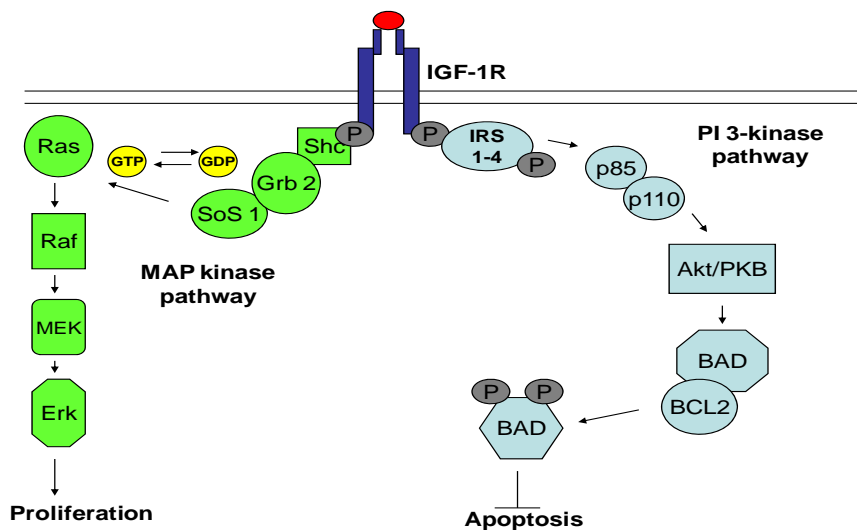 IGF-1R
Ras
GTP
GDP
Shc
P
P
IRS
1-4
P
PI 3-kinase
pathway
p85
p110
Grb 2
SoS 1
Raf
MAP kinase
pathway
Akt/PKB
MEK
BAD
BCL2
P
P
BAD
Erk
Proliferation
Apoptosis